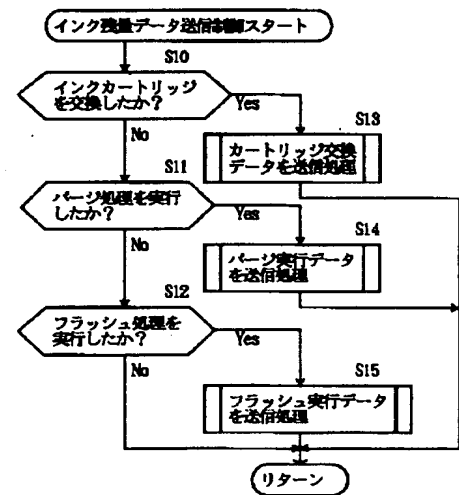 インク残量データ送信制御スタート
S10
インクカートリッジ
を交換したか？
Yes
No
S13
カートリッジ交換
データを送信処理
S11
パージ処理を実行
したか？
Yes
No
S14
パージ実行データ
を送信処理
S12
フラッシュ処理を
実行したか？
Yes
No
S15
フラッシュ実行データ
を送信処理
リターン